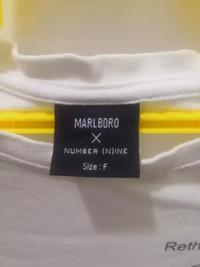 MARLBORO
X
NUMBER (N)INE
Size : F
Reth